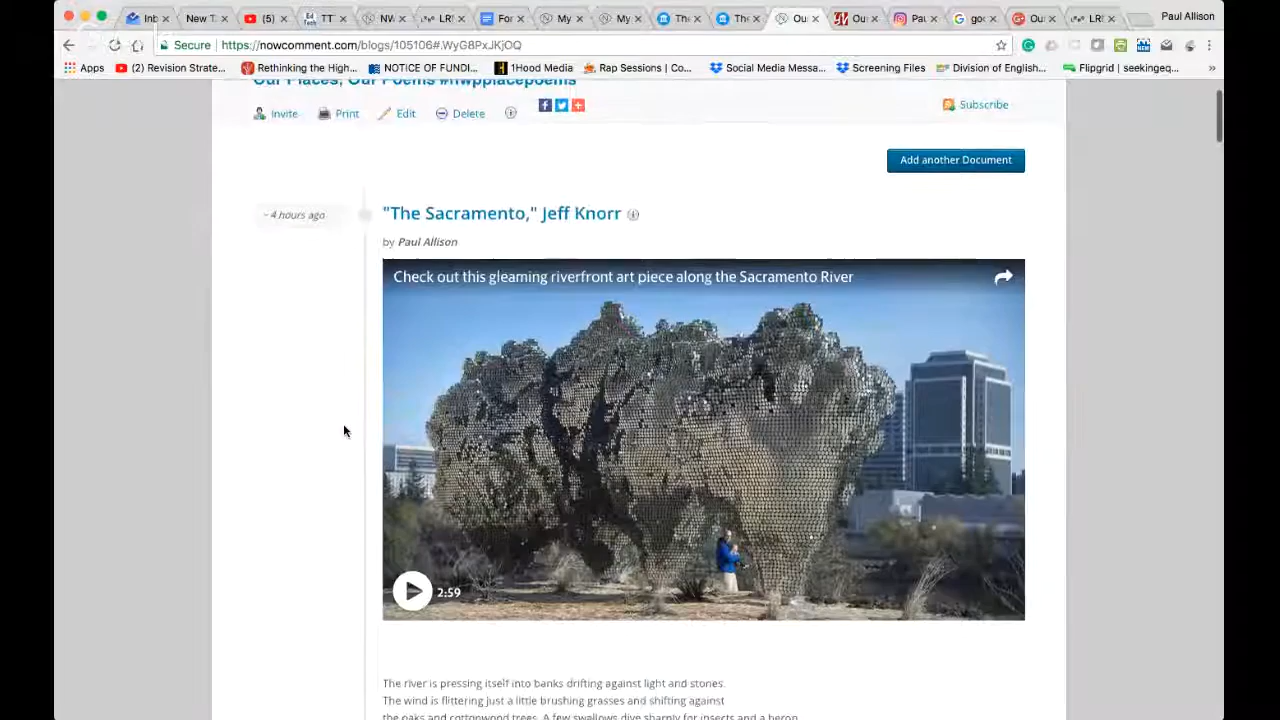 Paul Allison
Inb
New T
(5)
TT
NW
LR
For
My
My
The
The
Our
Our
Pau
goo
Our
LR
Secure
https://nowcomment.com/blogs/105106#.WyG8PxJKjOQ
Apps
(2) Revision Strate...
Rethinking the High...
NOTICE OF FUNDI...
1Hood Media
Rap Sessions | Co...
Social Media Messa...
Screening Files
Division of English...
Flipgrid | seekingeq...
»
Our Places, Our Poems #nwpplacepoems
Invite
Print
Edit
Delete
Subscribe
Add another Document
~ 4 hours ago
"The Sacramento," Jeff Knorr
by Paul Allison
Check out this gleaming riverfront art piece along the Sacramento River
2:59
The river is pressing itself into banks drifting against light and stones.
The wind is flittering just a little brushing grasses and shifting against
the oaks and cottonwood trees. A few swallows dive sharply for insects and a heron